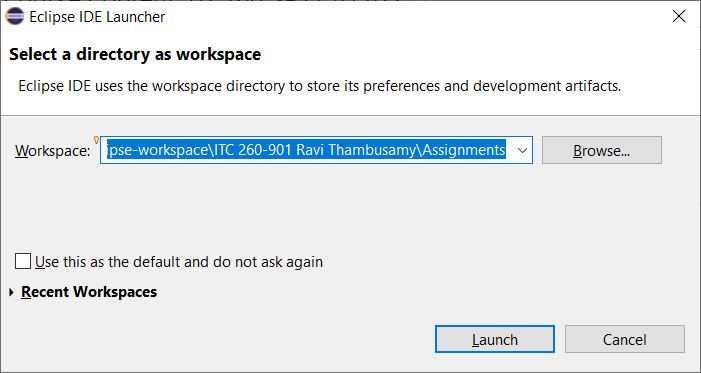 Eclipse IDE Launcher
Select a directory as workspace
Eclipse IDE uses the workspace directory to store its preferences and development artifacts.
Workspace: ipse-workspace\ITC 260-901 Ravi Thambusamy\Assignments Browse...
Use this as the default and do not ask again
Recent Workspaces
Launch Cancel